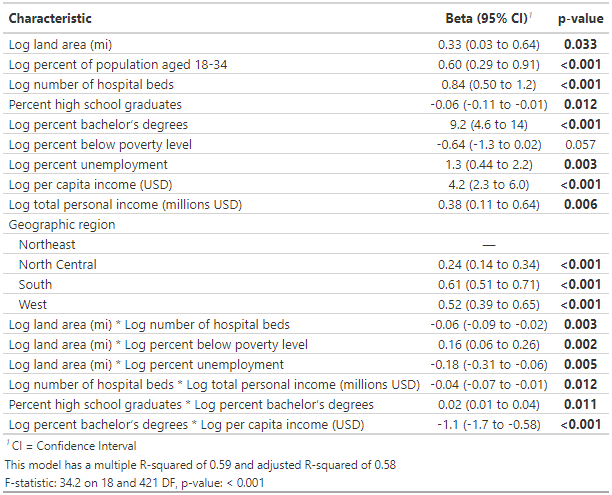 Characteristic Beta (95% CI)¹ p-value
Log land area (mi) 0.33 (0.03 to 0.64) 0.033
Log percent of population aged 18-34 0.60 (0.29 to 0.91) <0.001
Log number of hospital beds 0.84 (0.50 to 1.2) <0.001
Percent high school graduates -0.06 (-0.11 to -0.01) 0.012
Log percent bachelor's degrees 9.2 (4.6 to 14) <0.001
Log percent below poverty level -0.64 (-1.3 to 0.02) 0.057
Log percent unemployment 1.3 (0.44 to 2.2) 0.003
Log per capita income (USD) 4.2 (2.3 to 6.0) <0.001
Log total personal income (millions USD) 0.38 (0.11 to 0.64) 0.006
Geographic region
Northeast —
North Central 0.24 (0.14 to 0.34) <0.001
South 0.61 (0.51 to 0.71) <0.001
West 0.52 (0.39 to 0.65) <0.001
Log land area (mi) * Log number of hospital beds -0.06 (-0.09 to -0.02) 0.003
Log land area (mi) * Log percent below poverty level 0.16 (0.06 to 0.26) 0.002
Log land area (mi) * Log percent unemployment -0.18 (-0.31 to -0.06) 0.005
Log number of hospital beds * Log total personal income (millions USD) -0.04 (-0.07 to -0.01) 0.012
Percent high school graduates * Log percent bachelor's degrees 0.02 (0.01 to 0.04) 0.011
Log percent bachelor's degrees * Log per capita income (USD) -1.1 (-1.7 to -0.58) <0.001
¹ CI = Confidence Interval
This model has a multiple R-squared of 0.59 and adjusted R-squared of 0.58
F-statistic: 34.2 on 18 and 421 DF, p-value: < 0.001